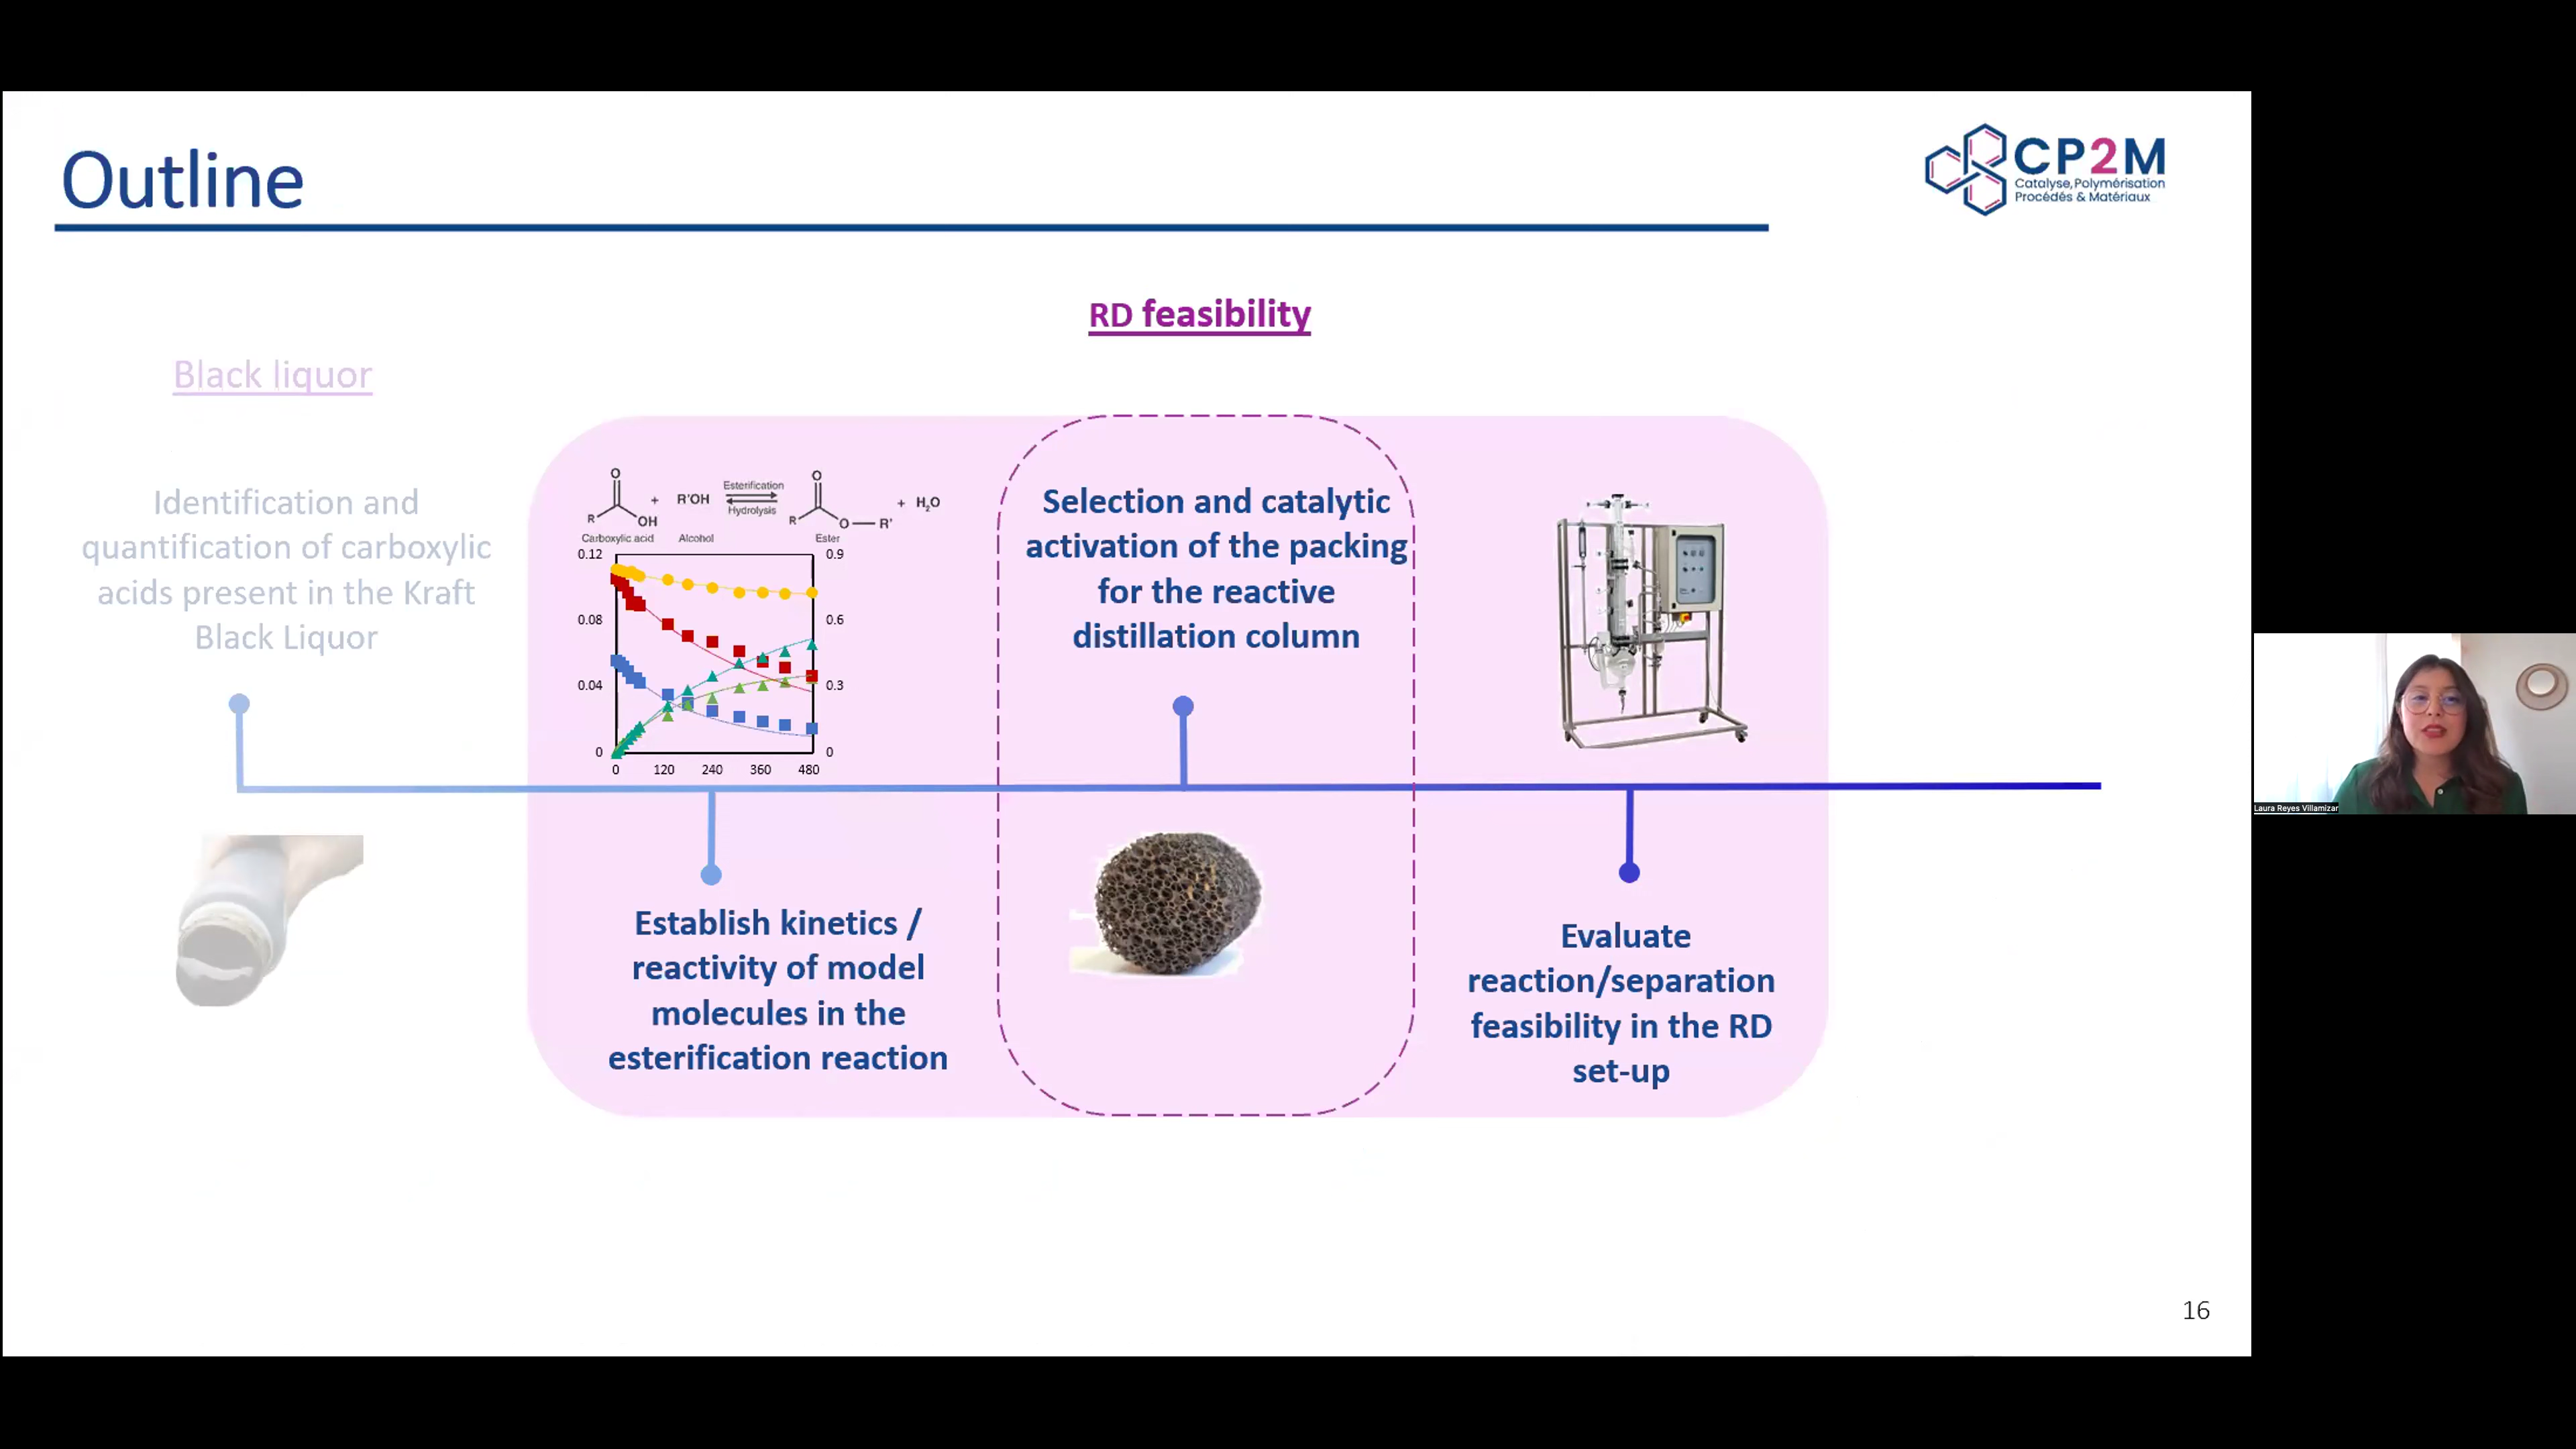 Outline
CP2M
Catalyse, Polymérisation
Procédés & Matériaux
RD feasibility
Black liquor
Identification and
quantification of carboxylic
acids present in the Kraft
Black Liquor
O
R
OH
Carboxylic acid
+
R'OH
Alcohol
Esterification
Hydrolysis
O
R
O
R'
Ester
+ H₂O
0.12
0.08
0.04
0
0.9
0.6
0.3
0
0 120 240 360 480
Establish kinetics /
reactivity of model
molecules in the
esterification reaction
Selection and catalytic
activation of the packing
for the reactive
distillation column
Evaluate
reaction/separation
feasibility in the RD
set-up
Laura Reyes Villamizar
16